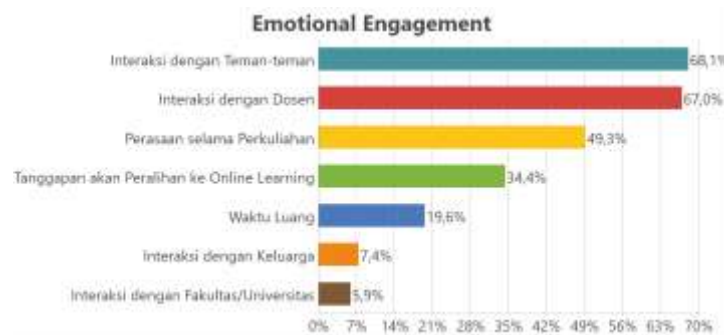 Emotional Engagement
Interaksi dengan Teman-teman 68,1%
Interaksi dengan Dosen 67,0%
Perasaan selama Perkuliahan 49,3%
Tanggapan akan Peralihan ke Online Learning 34,4%
Waktu Luang 19,6%
Interaksi dengan Keluarga 7,4%
Interaksi dengan Fakultas/Universitas 5,9%
0% 7% 14% 21% 28% 35% 42% 49% 56% 63% 70%